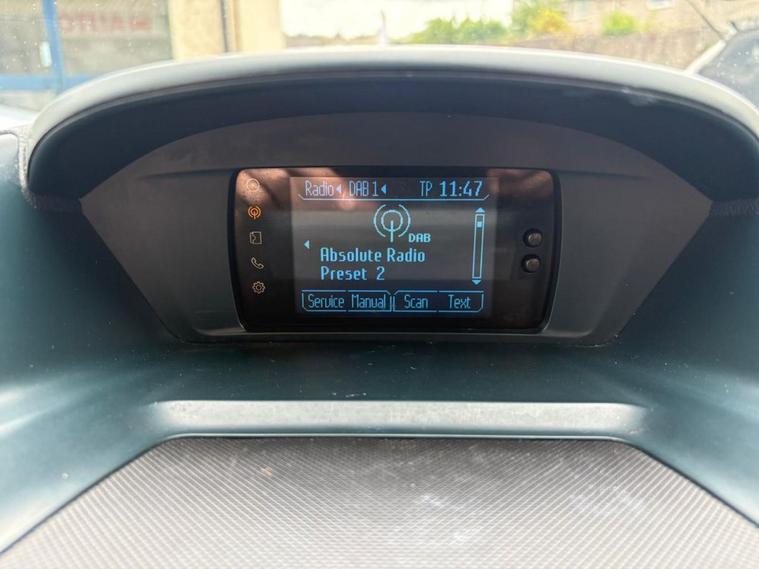 Radio DAB 1 TP 11:47
DAB
Absolute Radio
Preset 2
Service Manual Scan Text